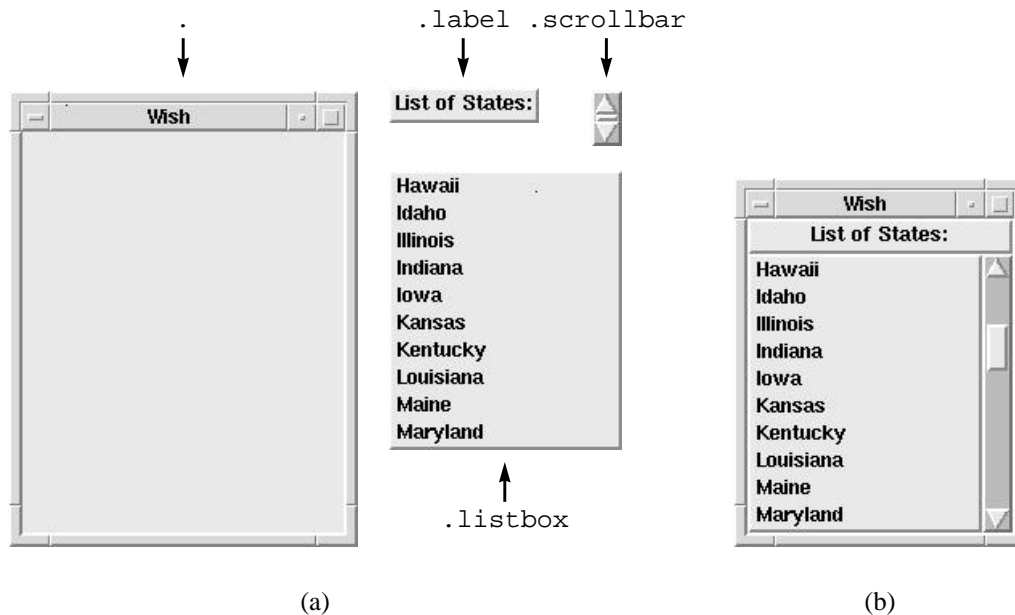 .
.label .scrollbar
Wish
List of States:
Hawaii
Idaho
Illinois
Indiana
Iowa
Kansas
Kentucky
Louisiana
Maine
Maryland
.listbox
(a)
Wish
List of States:
Hawaii
Idaho
Illinois
Indiana
Iowa
Kansas
Kentucky
Louisiana
Maine
Maryland
(b)